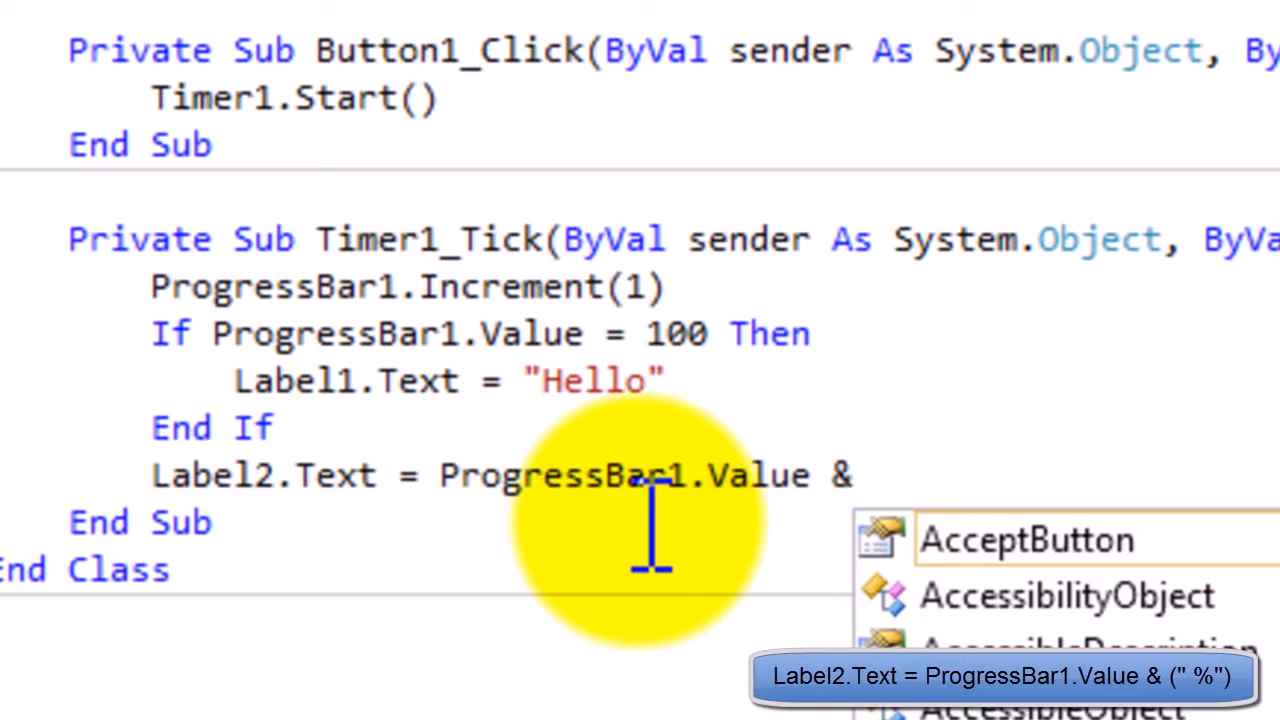 Private Sub Button1_Click(ByVal sender As System.Object, By
Timer1.Start()
End Sub
Private Sub Timer1_Tick(ByVal sender As System.Object, ByVa
ProgressBar1.Increment(1)
If ProgressBar1.Value = 100 Then
Label1.Text = "Hello"
End If
Label2.Text = ProgressBar1.Value &
End Sub
End Class
AcceptButton
AccessibilityObject
AccessibleDescription
Label2.Text = ProgressBar1.Value & (" %")